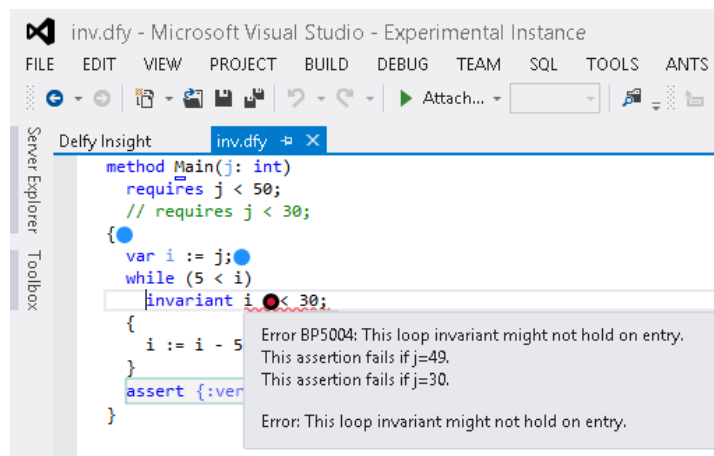 inv.dfy - Microsoft Visual Studio - Experimental Instance
FILE EDIT VIEW PROJECT BUILD DEBUG TEAM SQL TOOLS ANTS
Attach...
Server Explorer
Toolbox
Delfy Insight inv.dfy
method Main(j: int)
requires j < 50;
// requires j < 30;
{
var i := j;
while (5 < i)
invariant i < 30;
{
i := i - 5
}
assert {:ver
}
Error BP5004: This loop invariant might not hold on entry.
This assertion fails if j=49.
This assertion fails if j=30.
Error: This loop invariant might not hold on entry.